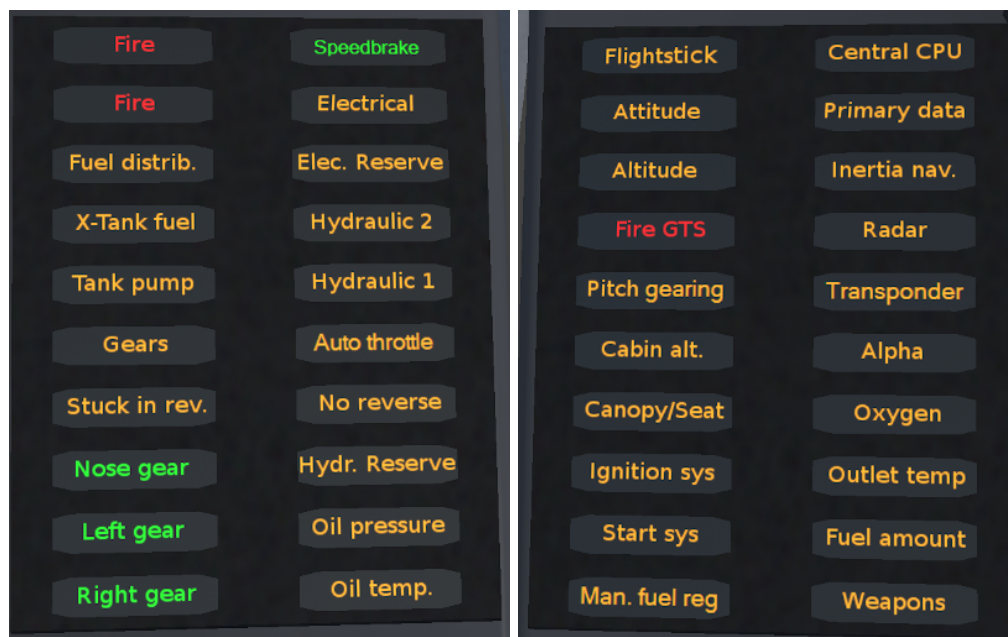 Fire
Speedbrake
Fire
Electrical
Fuel distrib.
Elec. Reserve
X-Tank fuel
Hydraulic 2
Tank pump
Hydraulic 1
Gears
Auto throttle
Stuck in rev.
No reverse
Nose gear
Hydr. Reserve
Left gear
Oil pressure
Right gear
Oil temp.
Flightstick
Central CPU
Attitude
Primary data
Altitude
Inertia nav.
Fire GTS
Radar
Pitch gearing
Transponder
Cabin alt.
Alpha
Canopy/Seat
Oxygen
Ignition sys
Outlet temp
Start sys
Fuel amount
Man. fuel reg
Weapons